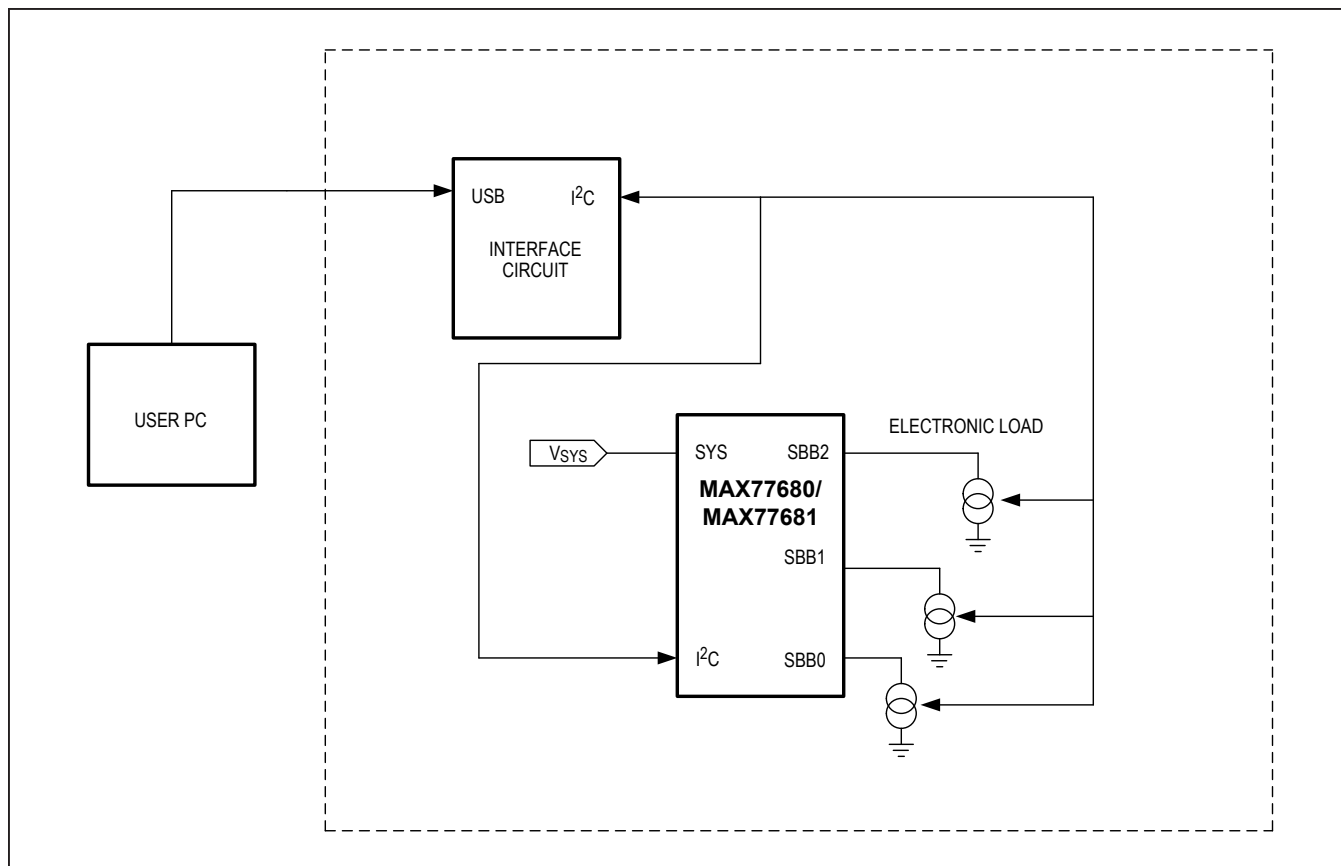 USB
I²C
INTERFACE
CIRCUIT
USER PC
ELECTRONIC LOAD
VSYS
SYS
SBB2
MAX77680/
MAX77681
SBB1
I²C
SBB0